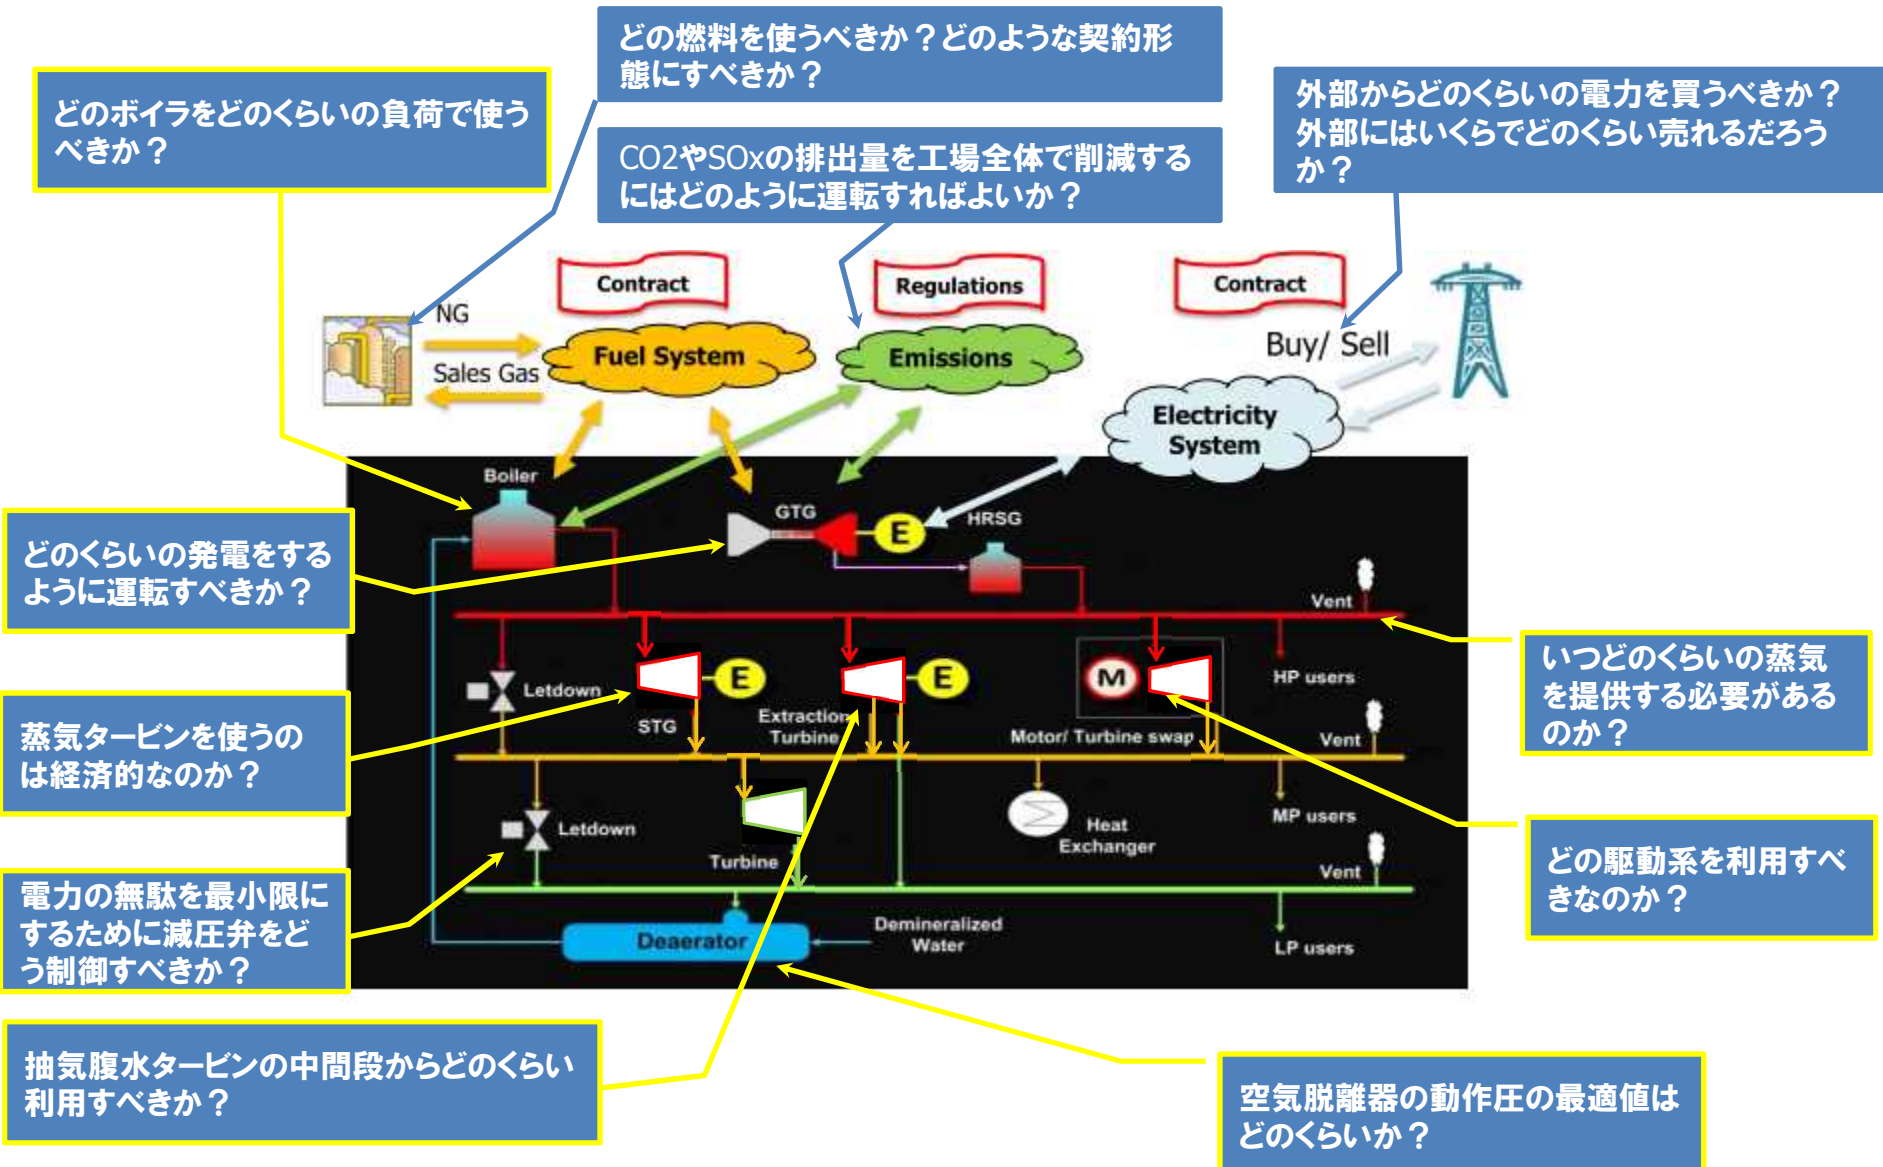 どの燃料を使うべきか？どのような契約形
態にすべきか？
どのボイラをどのくらいの負荷で使う
べきか？
外部からどのくらいの電力を買うべきか？
外部にはいくらでどのくらい売れるだろう
か？
CO2やSOxの排出量を工場全体で削減する
にはどのように運転すればよいか？
Contract
Regulations
Contract
NG
Sales Gas
Fuel System
Emissions
Buy/ Sell
Electricity
System
Boiler
GTG
E
HRSG
どのくらいの発電をする
ように運転すべきか？
Vent
いつどのくらいの蒸気
を提供する必要がある
のか？
Letdown
E
E
M
HP users
STG
Extraction
Turbine
Motor/ Turbine swap
Vent
蒸気タービンを使うの
は経済的なのか？
Letdown
Turbine
Heat
Exchanger
MP users
Vent
どの駆動系を利用すべ
きなのか？
電力の無駄を最小限に
するために減圧弁をど
う制御すべきか？
Deaerator
Demineralized
Water
LP users
抽気腹水タービンの中間段からどのくらい
利用すべきか？
空気脱離器の動作圧の最適値は
どのくらいか？